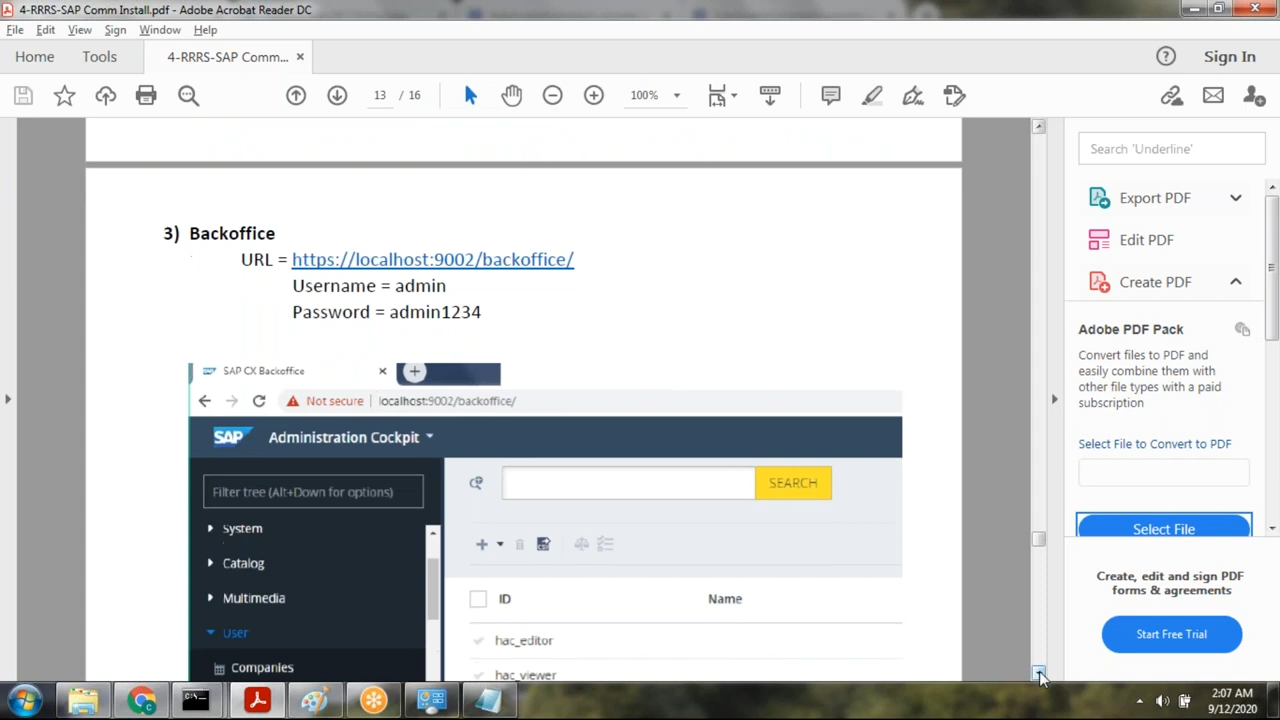 4-RRRS-SAP Comm Install.pdf - Adobe Acrobat Reader DC
File Edit View Sign Window Help
Home Tools 4-RRRS-SAP Comm... × Sign In
13 / 16 100%
Search 'Underline'
Export PDF
Edit PDF
Create PDF
Adobe PDF Pack
Convert files to PDF and
easily combine them with
other file types with a paid
subscription
Select File to Convert to PDF
Select File
Create, edit and sign PDF
forms & agreements
Start Free Trial
3) Backoffice
URL = https://localhost:9002/backoffice/
Username = admin
Password = admin1234
SAP CX Backoffice
Not secure | localhost:9002/backoffice/
SAP Administration Cockpit
Filter tree (Alt+Down for options)
SEARCH
System
Catalog
Multimedia
User
Companies
ID Name
hac_editor
hac_viewer
2:07 AM
9/12/2020